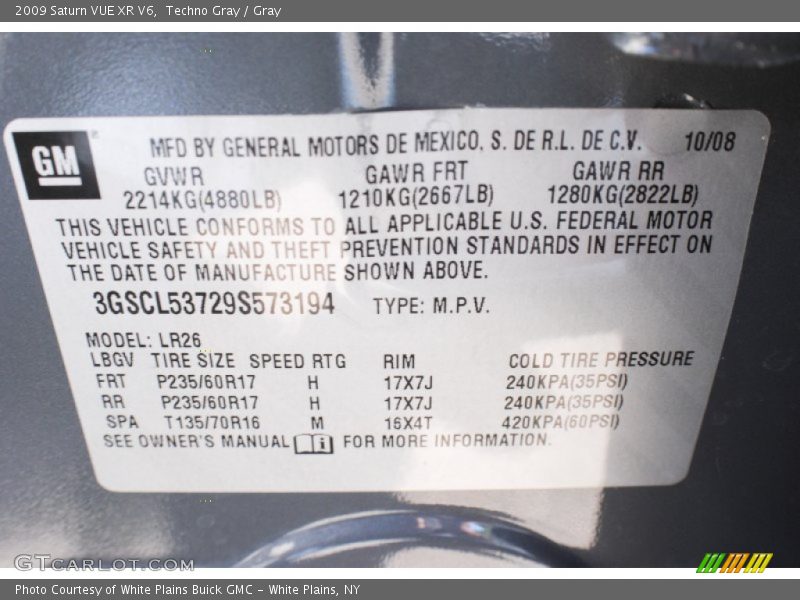 2009 Saturn VUE XR V6,  Techno Gray / Gray
GM
MFD BY GENERAL MOTORS DE MEXICO, S. DE R.L. DE C.V. 10/08
GVWR GAWR FRT GAWR RR
2214KG(4880LB) 1210KG(2667LB) 1280KG(2822LB)
THIS VEHICLE CONFORMS TO ALL APPLICABLE U.S. FEDERAL MOTOR
VEHICLE SAFETY AND THEFT PREVENTION STANDARDS IN EFFECT ON
THE DATE OF MANUFACTURE SHOWN ABOVE.
3GSCL53729S573194 TYPE: M.P.V.
MODEL: LR26
LBGV TIRE SIZE SPEED RTG RIM COLD TIRE PRESSURE
FRT P235/60R17 H 17X7J 240KPA(35PSI)
RR P235/60R17 H 17X7J 240KPA(35PSI)
SPA T135/70R16 M 16X4T 420KPA(60PSI)
SEE OWNER'S MANUAL i FOR MORE INFORMATION.
GTCARLOT.COM
Photo Courtesy of White Plains Buick GMC - White Plains, NY